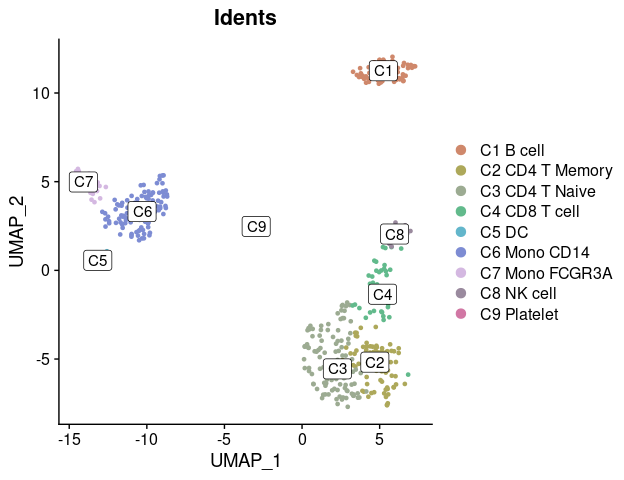 Idents
UMAP_2
10
5
0
-5
C1
C7
C6
C9
C8
C5
C4
C3
C2
-15
-10
-5
0
5
UMAP_1
C1 B cell
C2 CD4 T Memory
C3 CD4 T Naive
C4 CD8 T cell
C5 DC
C6 Mono CD14
C7 Mono FCGR3A
C8 NK cell
C9 Platelet